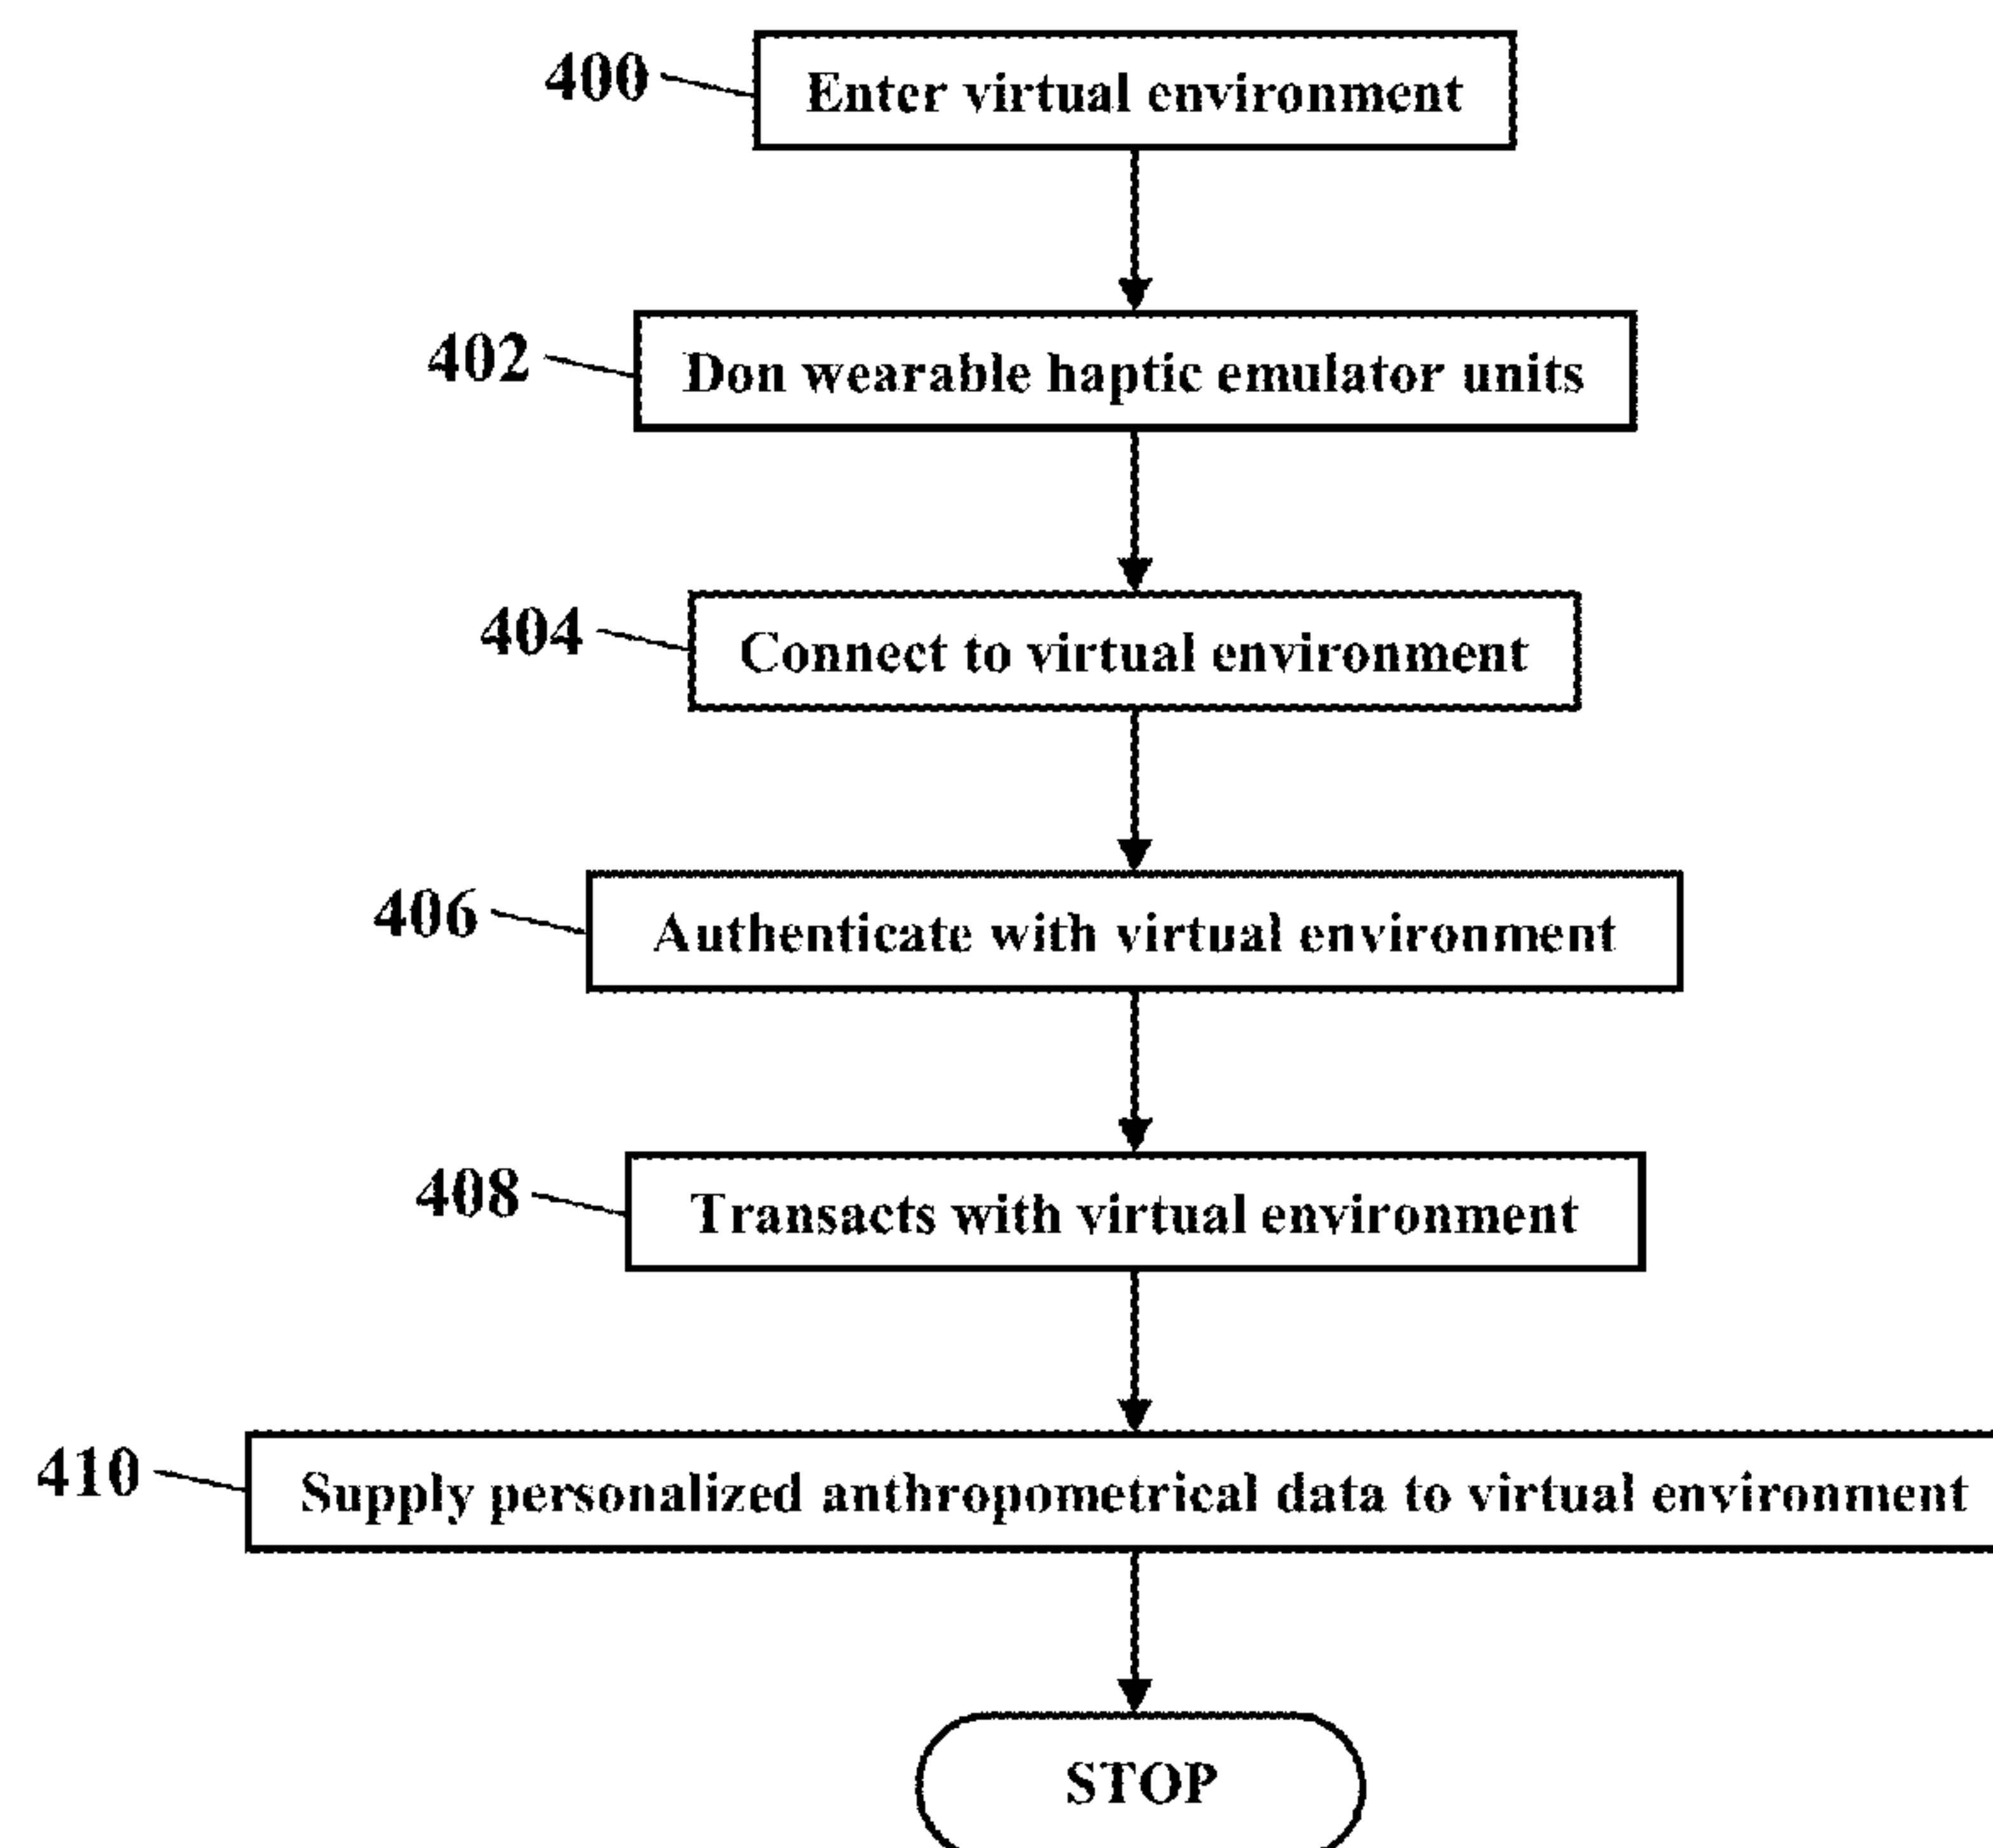 400 Enter virtual environment
402 Don wearable haptic emulator units
404 Connect to virtual environment
406 Authenticate with virtual environment
408 Transacts with virtual environment
410 Supply personalized anthropometrical data to virtual environment
STOP